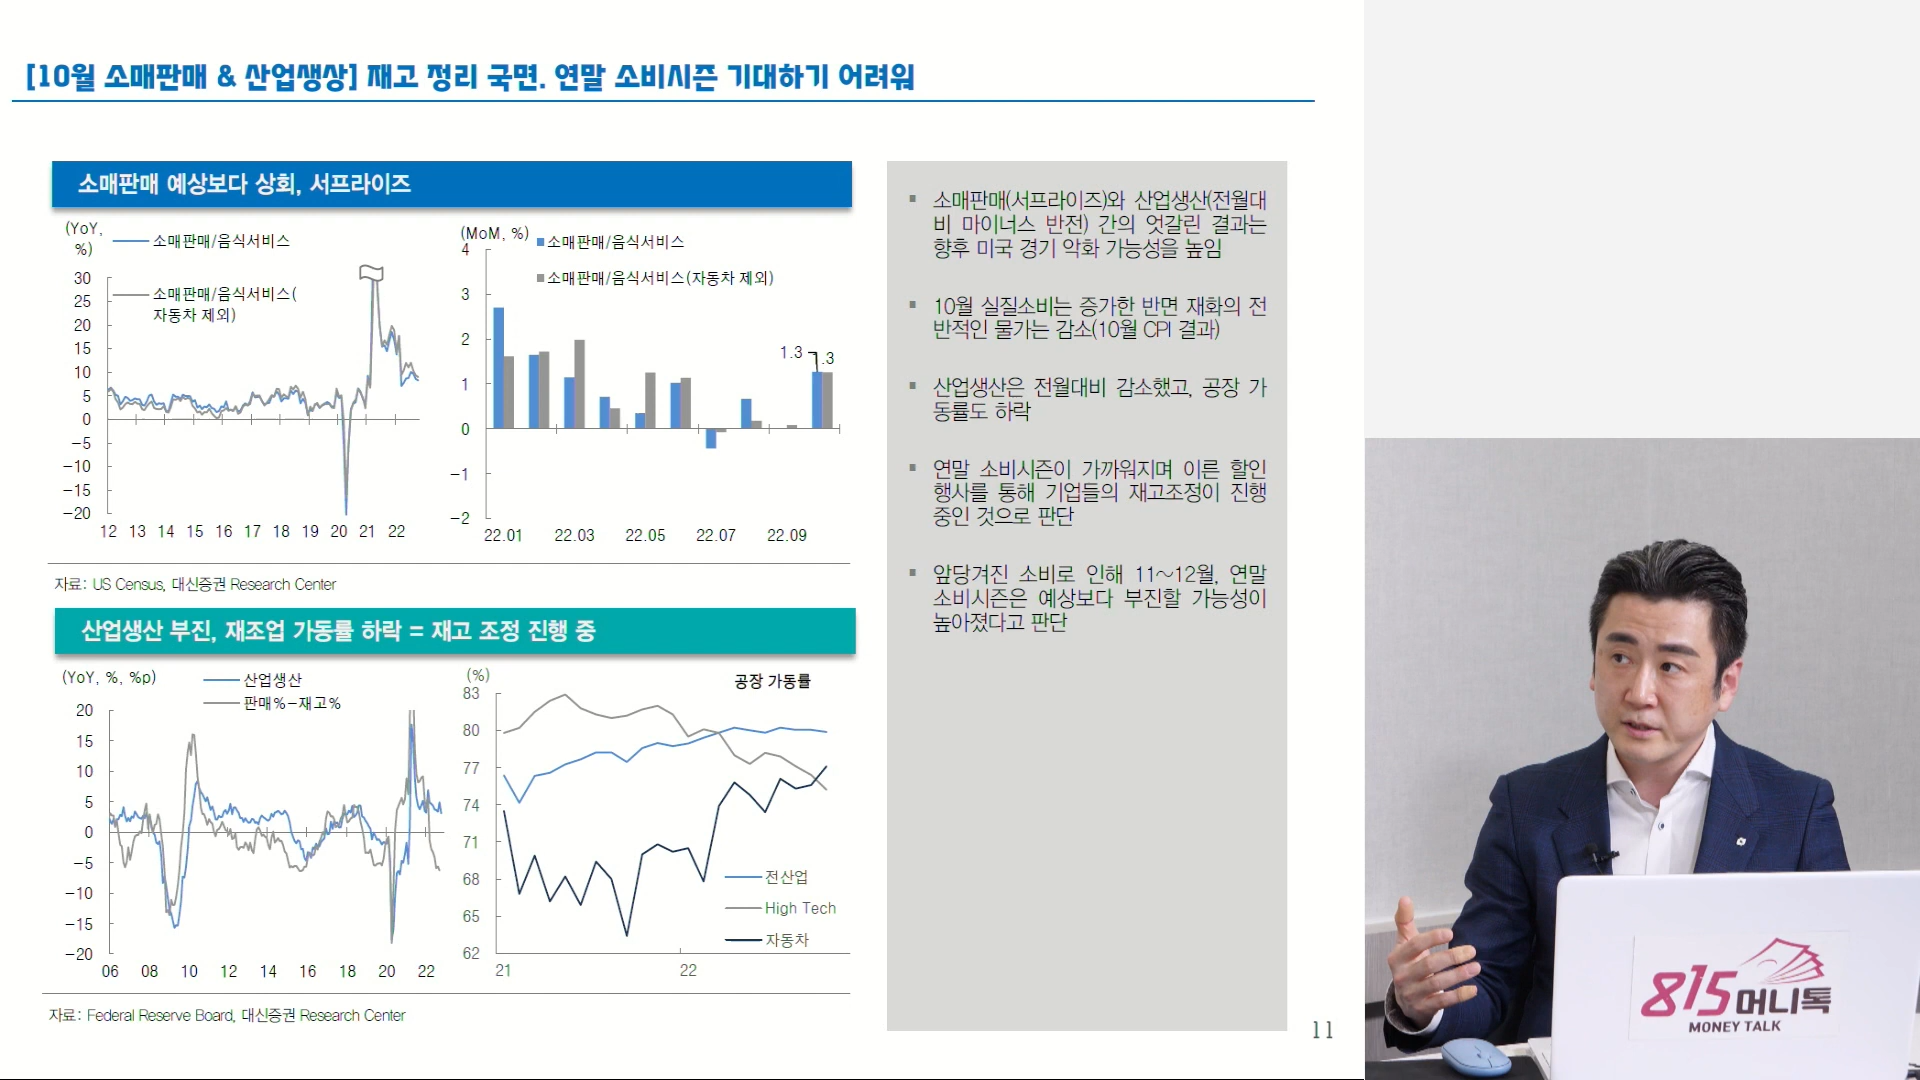 [10월 소매판매 & 산업생상] 재고 정리 국면. 연말 소비시즌 기대하기 어려워
소매판매 예상보다 상회, 서프라이즈
(YoY, %)
소매판매/음식서비스
소매판매/음식서비스(
자동차 제외)
30
25
20
15
10
5
0
-5
-10
-15
-20
12 13 14 15 16 17 18 19 20 21 22
(MoM, %)
소매판매/음식서비스
소매판매/음식서비스(자동차 제외)
4
3
2
1
0
-1
-2
1.3
1.3
22.01 22.03 22.05 22.07 22.09
자료: US Census, 대신증권 Research Center
산업생산 부진, 재조업 가동률 하락 = 재고 조정 진행 중
(YoY, %, %p)
산업생산
판매%-재고%
20
15
10
5
0
-5
-10
-15
-20
06 08 10 12 14 16 18 20 22
(%)
공장 가동률
83
80
77
74
71
68
65
62
전산업
High Tech
자동차
21 22
자료: Federal Reserve Board, 대신증권 Research Center
▪ 소매판매(서프라이즈)와 산업생산(전월대
비 마이너스 반전) 간의 엇갈린 결과는
향후 미국 경기 악화 가능성을 높임
▪ 10월 실질소비는 증가한 반면 재화의 전
반적인 물가는 감소(10월 CPI 결과)
▪ 산업생산은 전월대비 감소했고, 공장 가
동률도 하락
▪ 연말 소비시즌이 가까워지며 이른 할인
행사를 통해 기업들의 재고조정이 진행
중인 것으로 판단
▪ 앞당겨진 소비로 인해 11~12월, 연말
소비시즌은 예상보다 부진할 가능성이
높아졌다고 판단
11
815머니톡
MONEY TALK